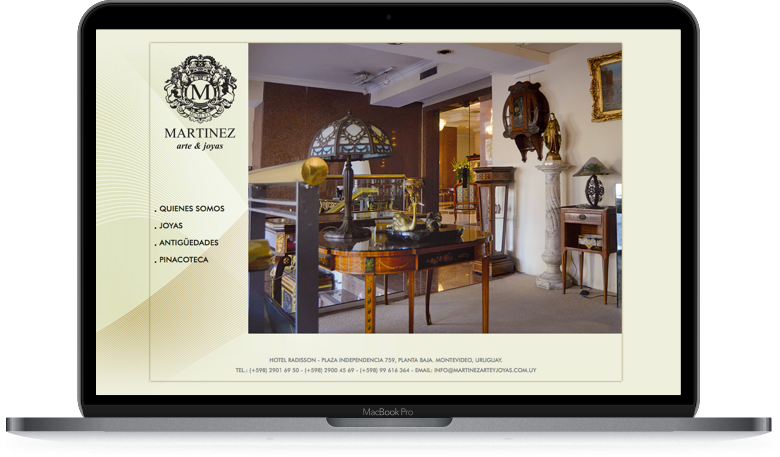 M
MARTINEZ
arte & joyas
. QUIENES SOMOS
. JOYAS
. ANTIGÜEDADES
. PINACOTECA
HOTEL RADISSON - PLAZA INDEPENDENCIA 759, PLANTA BAJA. MONTEVIDEO, URUGUAY.
TEL.: (+598) 2901 69 50 - (+598) 2900 45 69 - (+598) 99 616 364 - EMAIL: INFO@MARTINEZARTEYJOYAS.COM.UY
MacBook Pro